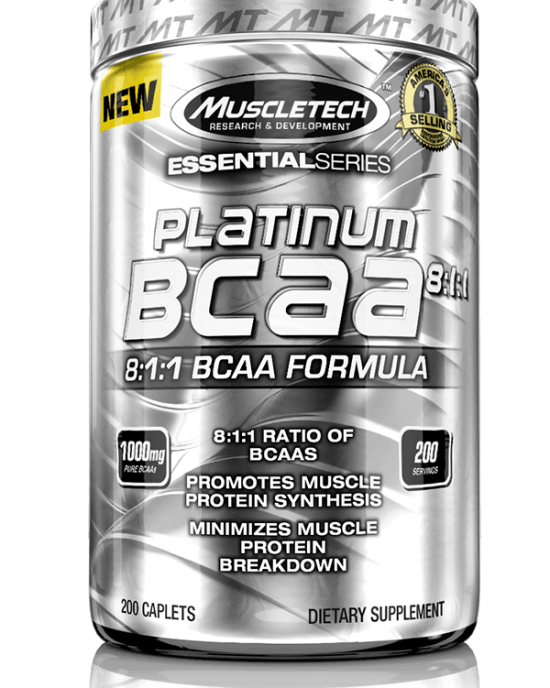 MT MT MT MT MT MT
NEW
MUSCLETECH™
RESEARCH & DEVELOPMENT
AMERICA'S
#1
SELLING
ESSENTIALSERIES
PLATINUM
BCAA 8:1:1
8:1:1 BCAA FORMULA
1000mg
PURE BCAAs
200
SERVINGS
8:1:1 RATIO OF
BCAAS
PROMOTES MUSCLE
PROTEIN SYNTHESIS
MINIMIZES MUSCLE
PROTEIN
BREAKDOWN
200 CAPLETS
DIETARY SUPPLEMENT